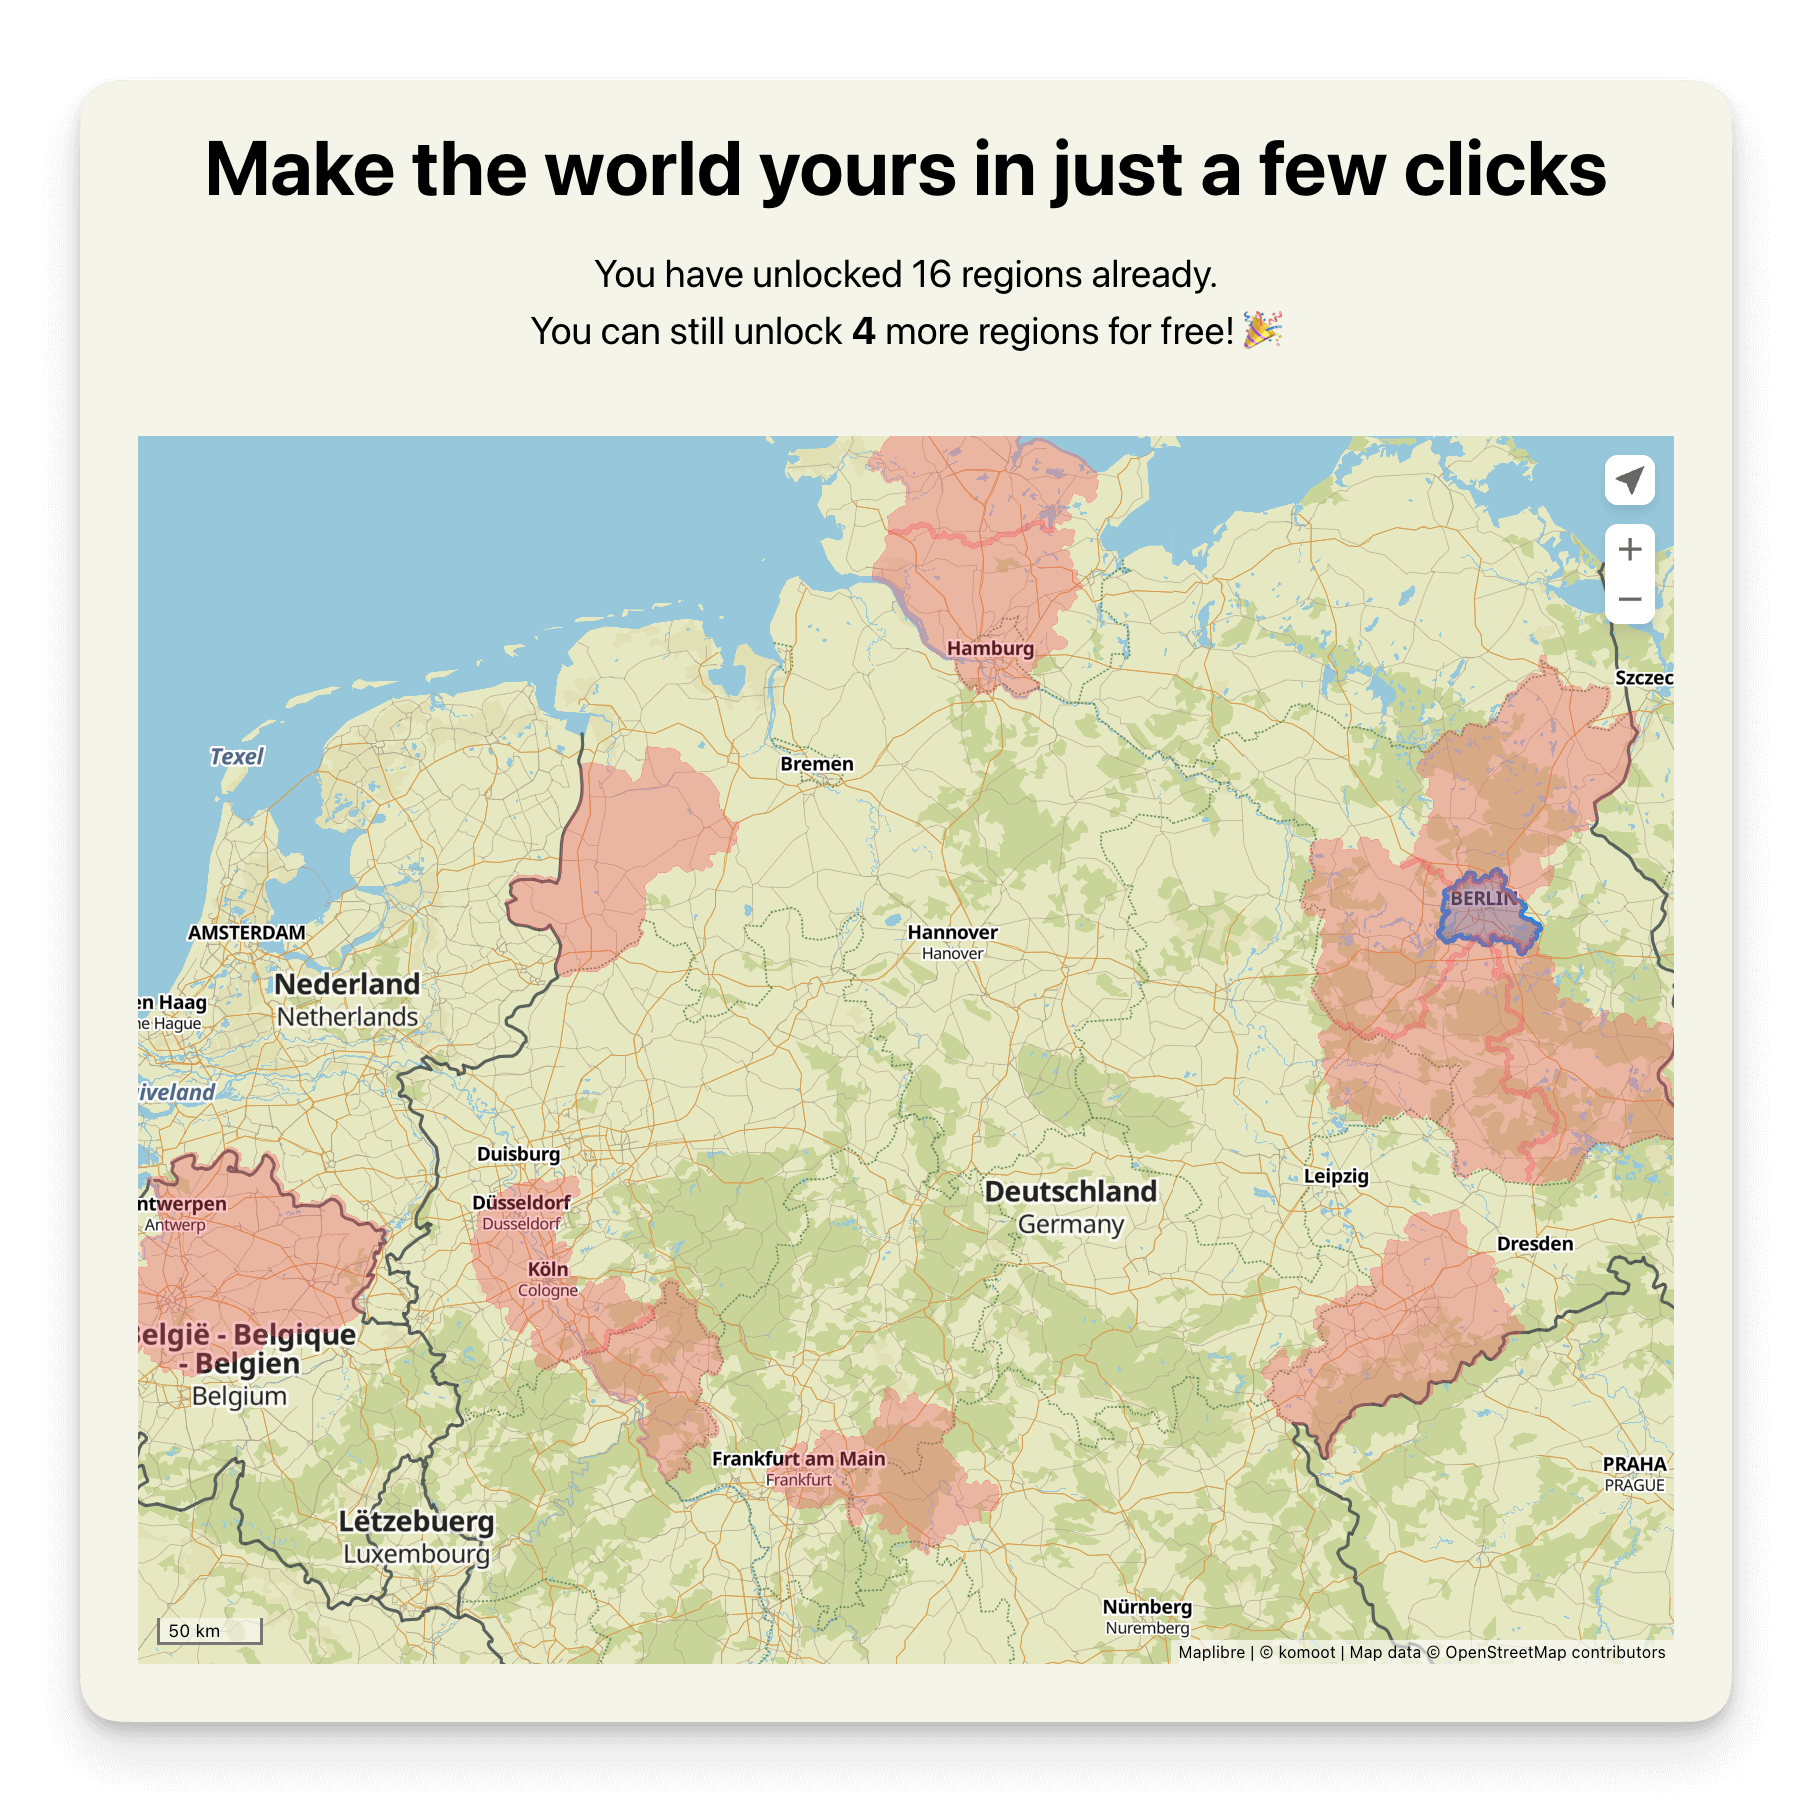 Make the world yours in just a few clicks
You have unlocked 16 regions already.
You can still unlock 4 more regions for free! 🎉
Hamburg
Szczec
Texel
Bremen
BERLIN
AMSTERDAM
Hannover
Hanover
Nederland
Netherlands
en Haag
he Hague
iveland
Duisburg
Leipzig
Deutschland
Germany
Düsseldorf
Dusseldorf
ntwerpen
Antwerp
Dresden
Köln
Cologne
België - Belgique
- Belgien
Belgium
Frankfurt am Main
Frankfurt
PRAHA
PRAGUE
Lëtzebuerg
Luxembourg
Nürnberg
Nuremberg
50 km
Maplibre | © komoot | Map data © OpenStreetMap contributors